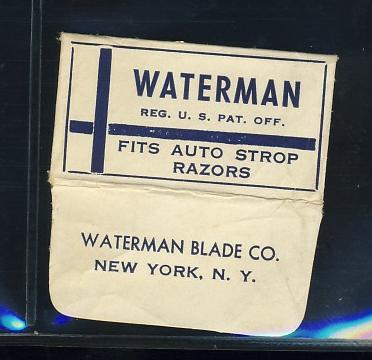 WATERMAN
REG. U. S. PAT. OFF.
FITS AUTO STROP
RAZORS
WATERMAN BLADE CO.
NEW YORK, N. Y.